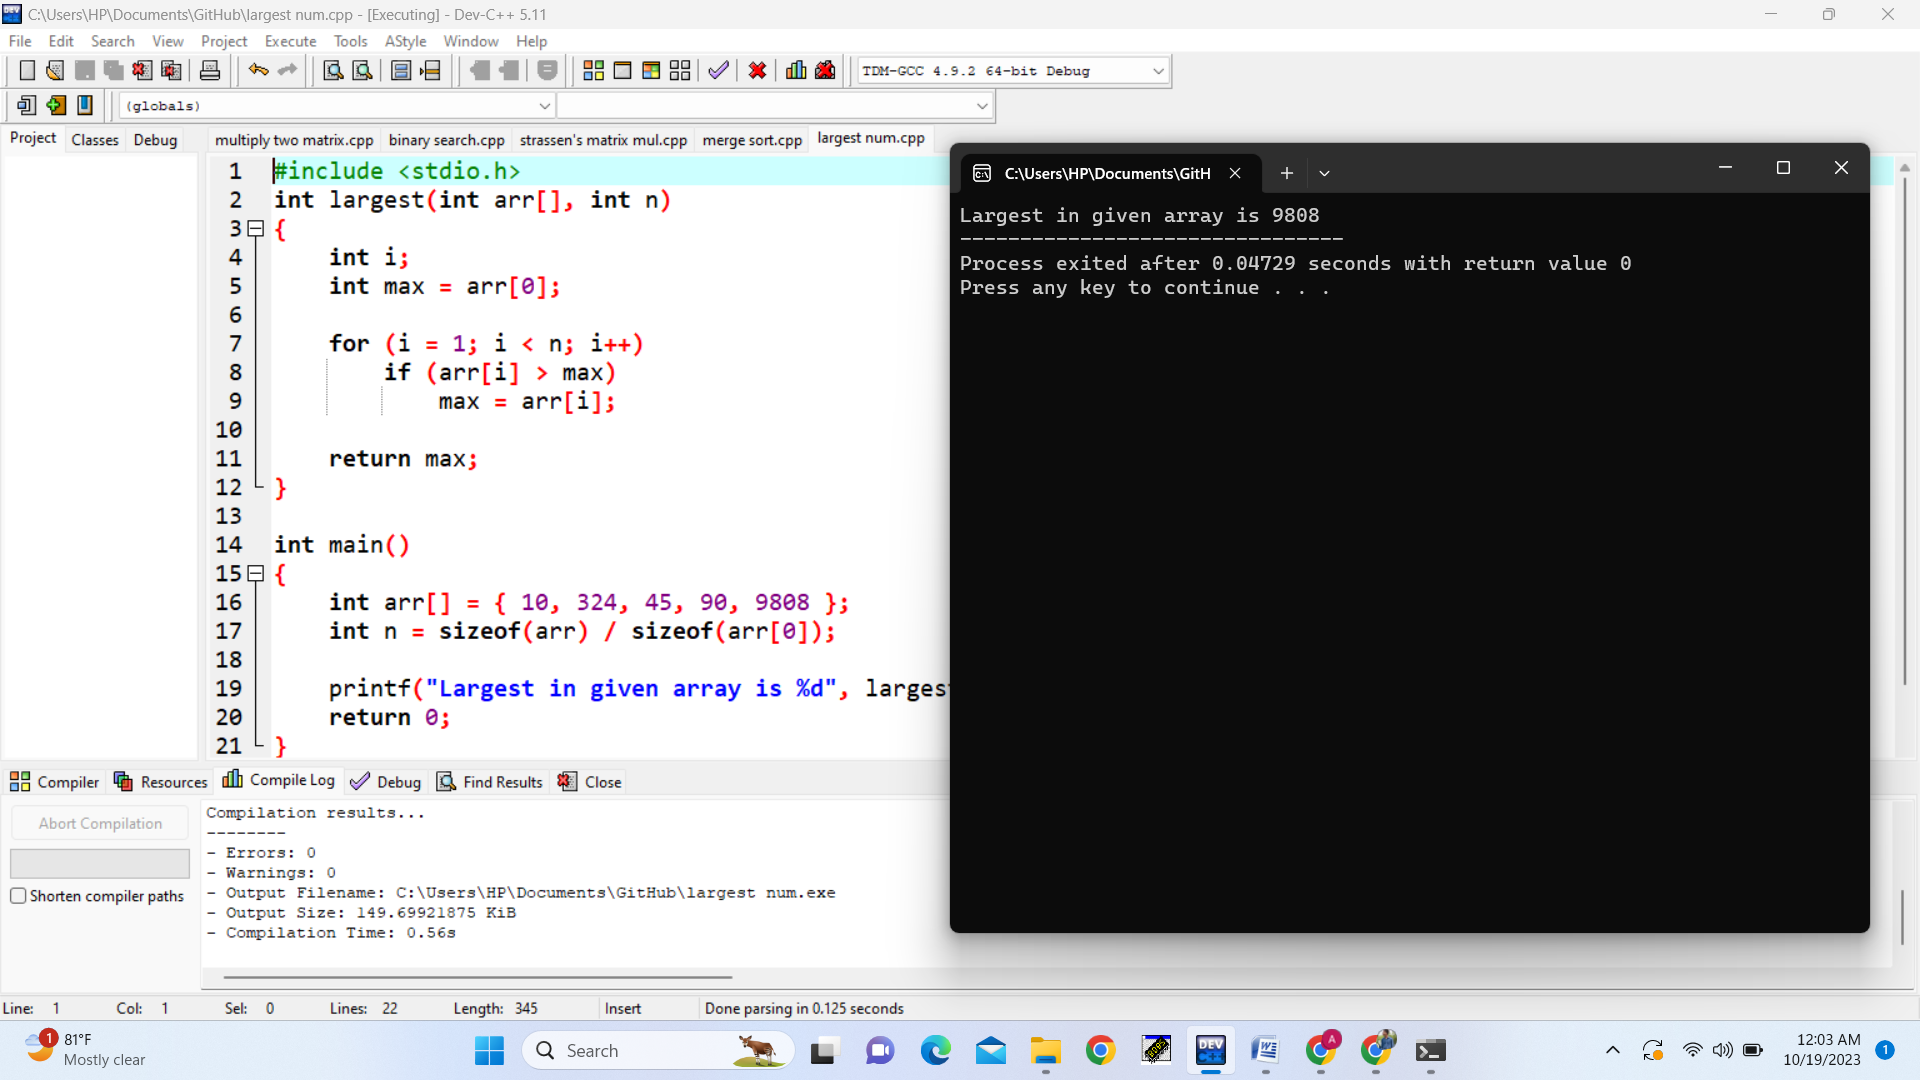 C:\Users\HP\Documents\GitHub\largest num.cpp - [Executing] - Dev-C++ 5.11
File Edit Search View Project Execute Tools AStyle Window Help
TDM-GCC 4.9.2 64-bit Debug
(globals)
Project Classes Debug
multiply two matrix.cpp binary search.cpp strassen's matrix mul.cpp merge sort.cpp largest num.cpp
1 #include <stdio.h>
2 int largest(int arr[], int n)
3 {
4 int i;
5 int max = arr[0];
6
7 for (i = 1; i < n; i++)
8 if (arr[i] > max)
9 max = arr[i];
10
11 return max;
12 }
13
14 int main()
15 {
16 int arr[] = { 10, 324, 45, 90, 9808 };
17 int n = sizeof(arr) / sizeof(arr[0]);
18
19 printf("Largest in given array is %d", larges
20 return 0;
21 }
C:\Users\HP\Documents\GitH
Largest in given array is 9808
--------------------------------
Process exited after 0.04729 seconds with return value 0
Press any key to continue . . .
Compiler Resources Compile Log Debug Find Results Close
Abort Compilation
Shorten compiler paths
Compilation results...
--------
- Errors: 0
- Warnings: 0
- Output Filename: C:\Users\HP\Documents\GitHub\largest num.exe
- Output Size: 149.69921875 KiB
- Compilation Time: 0.56s
Line: 1 Col: 1 Sel: 0 Lines: 22 Length: 345 Insert Done parsing in 0.125 seconds
1
81°F
Mostly clear
Search
DEV
A
12:03 AM
10/19/2023
1